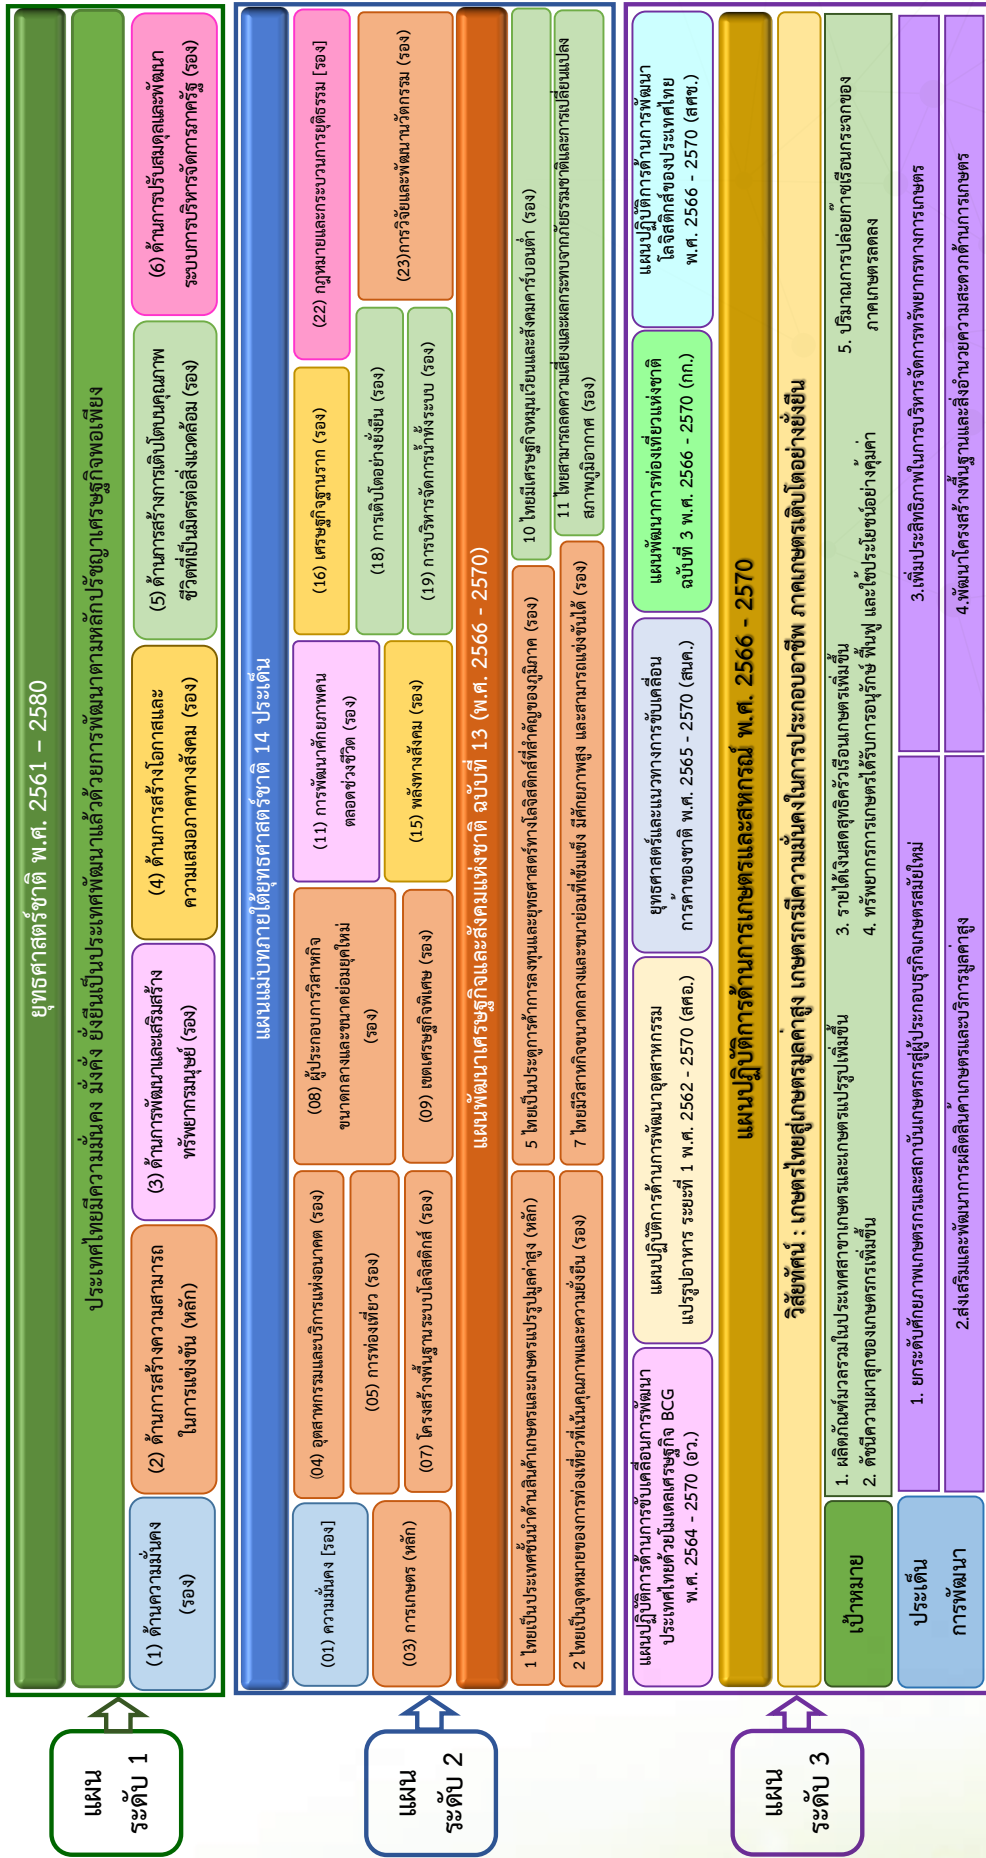 แผน
ระดับ 1
ยุทธศาสตร์ชาติ พ.ศ. 2561 – 2580
ประเทศไทยมีความมั่นคง มั่งคั่ง ยั่งยืนเป็นประเทศพัฒนาแล้วด้วยการพัฒนาตามหลักปรัชญาเศรษฐกิจพอเพียง
(1) ด้านความมั่นคง
(รอง)
(2) ด้านการสร้างความสามารถ
ในการแข่งขัน (หลัก)
(3) ด้านการพัฒนาและเสริมสร้าง
ทรัพยากรมนุษย์ (รอง)
(4) ด้านการสร้างโอกาสและ
ความเสมอภาคทางสังคม (รอง)
(5) ด้านการสร้างการเติบโตบนคุณภาพ
ชีวิตที่เป็นมิตรต่อสิ่งแวดล้อม (รอง)
(6) ด้านการปรับสมดุลและพัฒนา
ระบบการบริหารจัดการภาครัฐ (รอง)
แผน
ระดับ 2
แผนแม่บทภายใต้ยุทธศาสตร์ชาติ 14 ประเด็น
(01) ความมั่นคง [รอง]
(03) การเกษตร (หลัก)
(04) อุตสาหกรรมและบริการแห่งอนาคต (รอง)
(05) การท่องเที่ยว (รอง)
(07) โครงสร้างพื้นฐานระบบโลจิสติกส์ (รอง)
(08) ผู้ประกอบการวิสาหกิจ
ขนาดกลางและขนาดย่อมยุคใหม่
(รอง)
(09) เขตเศรษฐกิจพิเศษ (รอง)
(11) การพัฒนาศักยภาพคน
ตลอดช่วงชีวิต (รอง)
(15) พลังทางสังคม (รอง)
(16) เศรษฐกิจฐานราก (รอง)
(18) การเติบโตอย่างยั่งยืน (รอง)
(19) การบริหารจัดการน้ำทั้งระบบ (รอง)
(22) กฎหมายและกระบวนการยุติธรรม [รอง]
(23)การวิจัยและพัฒนานวัตกรรม (รอง)
แผนพัฒนาเศรษฐกิจและสังคมแห่งชาติ ฉบับที่ 13 (พ.ศ. 2566 - 2570)
1 ไทยเป็นประเทศชั้นนำด้านสินค้าเกษตรและเกษตรแปรรูปมูลค่าสูง (หลัก)
2 ไทยเป็นจุดหมายของการท่องเที่ยวที่เน้นคุณภาพและความยั่งยืน (รอง)
5 ไทยเป็นประตูการค้าการลงทุนและยุทธศาสตร์ทางโลจิสติกส์ที่สำคัญของภูมิภาค (รอง)
7 ไทยมีวิสาหกิจขนาดกลางและขนาดย่อมที่เข้มแข็ง มีศักยภาพสูง และสามารถแข่งขันได้ (รอง)
10 ไทยมีเศรษฐกิจหมุนเวียนและสังคมคาร์บอนต่ำ (รอง)
11 ไทยสามารถลดความเสี่ยงและผลกระทบจากภัยธรรมชาติและการเปลี่ยนแปลง
สภาพภูมิอากาศ (รอง)
แผน
ระดับ 3
แผนปฏิบัติการด้านการขับเคลื่อนการพัฒนา
ประเทศไทยด้วยโมเดลเศรษฐกิจ BCG
พ.ศ. 2564 - 2570 (อว.)
แผนปฏิบัติการด้านการพัฒนาอุตสาหกรรม
แปรรูปอาหาร ระยะที่ 1 พ.ศ. 2562 - 2570 (สศอ.)
ยุทธศาสตร์และแนวทางการขับเคลื่อน
การค้าของชาติ พ.ศ. 2565 - 2570 (สนค.)
แผนพัฒนาการท่องเที่ยวแห่งชาติ
ฉบับที่ 3 พ.ศ. 2566 - 2570 (กก.)
แผนปฏิบัติการด้านการพัฒนา
โลจิสติกส์ของประเทศไทย
พ.ศ. 2566 - 2570 (สศช.)
แผนปฏิบัติการด้านการเกษตรและสหกรณ์ พ.ศ. 2566 - 2570
วิสัยทัศน์ : เกษตรไทยสู่เกษตรมูลค่าสูง เกษตรกรมีความมั่นคงในการประกอบอาชีพ ภาคเกษตรเติบโตอย่างยั่งยืน
เป้าหมาย
1. ผลิตภัณฑ์มวลรวมในประเทศสาขาเกษตรและเกษตรแปรรูปเพิ่มขึ้น
2. ดัชนีความผาสุกของเกษตรกรเพิ่มขึ้น
3. รายได้เงินสดสุทธิครัวเรือนเกษตรเพิ่มขึ้น
4. ทรัพยากรการเกษตรได้รับการอนุรักษ์ ฟื้นฟู และใช้ประโยชน์อย่างคุ้มค่า
5. ปริมาณการปล่อยก๊าซเรือนกระจกของ
ภาคเกษตรลดลง
ประเด็น
การพัฒนา
1. ยกระดับศักยภาพเกษตรกรและสถาบันเกษตรกรสู่ผู้ประกอบธุรกิจเกษตรสมัยใหม่
2.ส่งเสริมและพัฒนาการผลิตสินค้าเกษตรและบริการมูลค่าสูง
3.เพิ่มประสิทธิภาพในการบริหารจัดการทรัพยากรทางการเกษตร
4.พัฒนาโครงสร้างพื้นฐานและสิ่งอำนวยความสะดวกด้านการเกษตร